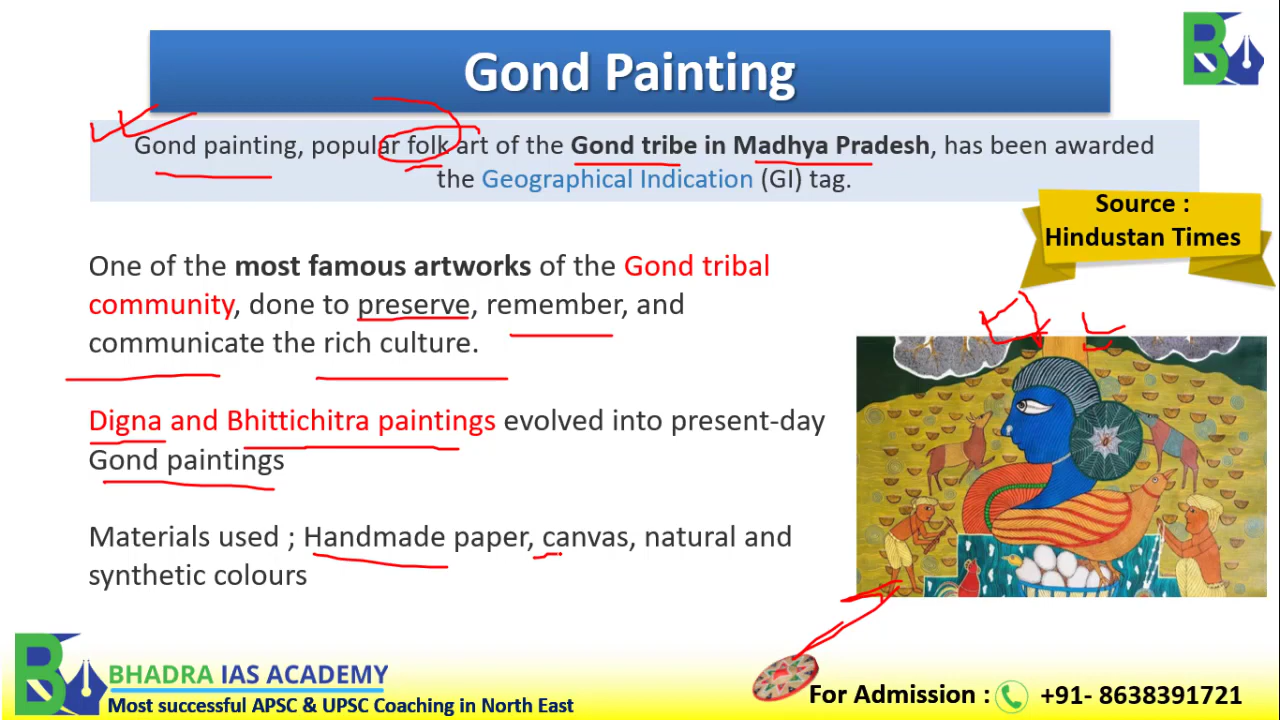 Gond Painting
Gond painting, popular folk art of the Gond tribe in Madhya Pradesh, has been awarded
the Geographical Indication (GI) tag.
Source :
Hindustan Times
One of the most famous artworks of the Gond tribal
community, done to preserve, remember, and
communicate the rich culture.
Digna and Bhittichitra paintings evolved into present-day
Gond paintings
Materials used ; Handmade paper, canvas, natural and
synthetic colours
BHADRA IAS ACADEMY
Most successful APSC & UPSC Coaching in North East
For Admission : +91- 8638391721